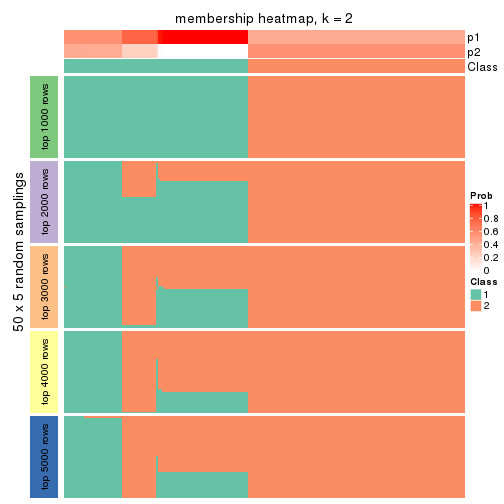 membership heatmap, k = 2
p1
p2
Class
50 x 5 random samplings
top 1000 rows
top 2000 rows
top 3000 rows
top 4000 rows
top 5000 rows
Prob
1
0.8
0.6
0.4
0.2
0
Class
1
2